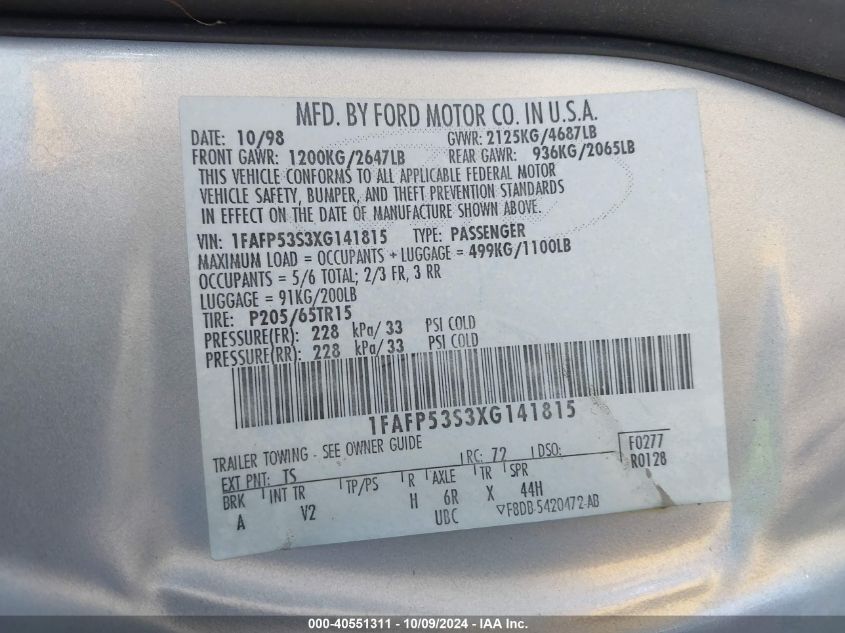 MFD. BY FORD MOTOR CO. IN U.S.A.
DATE: 10/98 GVWR: 2125KG/4687LB
FRONT GAWR: 1200KG/2647LB REAR GAWR: 936KG/2065LB
THIS VEHICLE CONFORMS TO ALL APPLICABLE FEDERAL MOTOR
VEHICLE SAFETY, BUMPER, AND THEFT PREVENTION STANDARDS
IN EFFECT ON THE DATE OF MANUFACTURE SHOWN ABOVE.
VIN: 1FAFP53S3XG141815 TYPE: PASSENGER
MAXIMUM LOAD = OCCUPANTS + LUGGAGE = 499KG/1100LB
OCCUPANTS = 5/6 TOTAL; 2/3 FR, 3 RR
LUGGAGE = 91KG/200LB
TIRE: P205/65TR15
PRESSURE(FR): 228 kPa/ 33 PSI COLD
PRESSURE(RR): 228 kPa/ 33 PSI COLD
1FAFP53S3XG141815
TRAILER TOWING - SEE OWNER GUIDE
F0277
EXT PNT: TS RC: 72 DSO: R0128
BRK INT TR TP/PS R AXLE TR SPR
A V2 H 6R X 44H
UBC ▽F8DB-5420472-AB
000-40551311 - 10/09/2024 - IAA Inc.